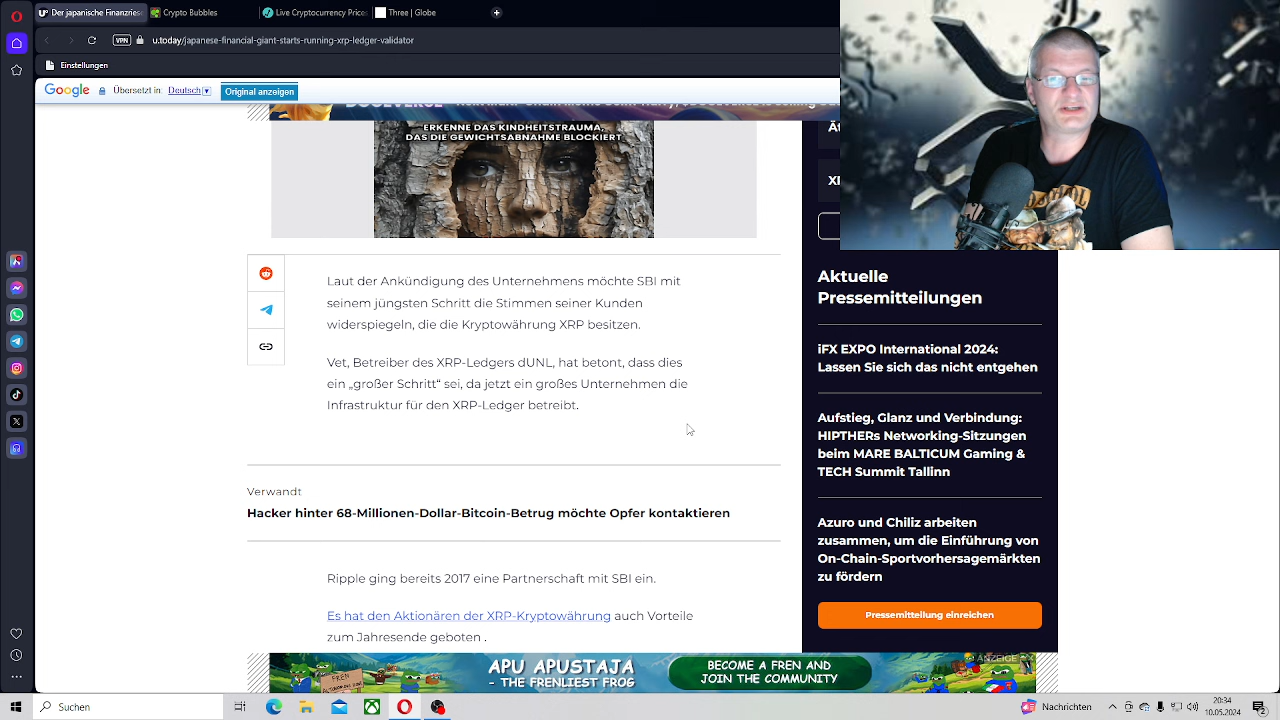 Der japanische Finanzriese
Crypto Bubbles
Live Cryptocurrency Prices
Three | Globe
VPN
u.today/japanese-financial-giant-starts-running-xrp-ledger-validator
Einstellungen
Google Übersetzt in: Deutsch Original anzeigen
ERKENNE DAS KINDHEITSTRAUMA,
DAS DIE GEWICHTSABNAHME BLOCKIERT
Laut der Ankündigung des Unternehmens möchte SBI mit
seinem jüngsten Schritt die Stimmen seiner Kunden
widerspiegeln, die die Kryptowährung XRP besitzen.
Vet, Betreiber des XRP-Ledgers dUNL, hat betont, dass dies
ein „großer Schritt“ sei, da jetzt ein großes Unternehmen die
Infrastruktur für den XRP-Ledger betreibt.
Verwandt
Hacker hinter 68-Millionen-Dollar-Bitcoin-Betrug möchte Opfer kontaktieren
Ripple ging bereits 2017 eine Partnerschaft mit SBI ein.
Es hat den Aktionären der XRP-Kryptowährung auch Vorteile
zum Jahresende geboten .
Aktuelle
Pressemitteilungen
iFX EXPO International 2024:
Lassen Sie sich das nicht entgehen
Aufstieg, Glanz und Verbindung:
HIPTHERs Networking-Sitzungen
beim MARE BALTICUM Gaming &
TECH Summit Tallinn
Azuro und Chiliz arbeiten
zusammen, um die Einführung von
On-Chain-Sportvorhersagemärkten
zu fördern
Pressemitteilung einreichen
ANZEIGE
APU APUSTAJA
- THE FRENLIEST FROG
BECOME A FREN AND
JOIN THE COMMUNITY
Suchen
Nachrichten
20:34
10.05.2024